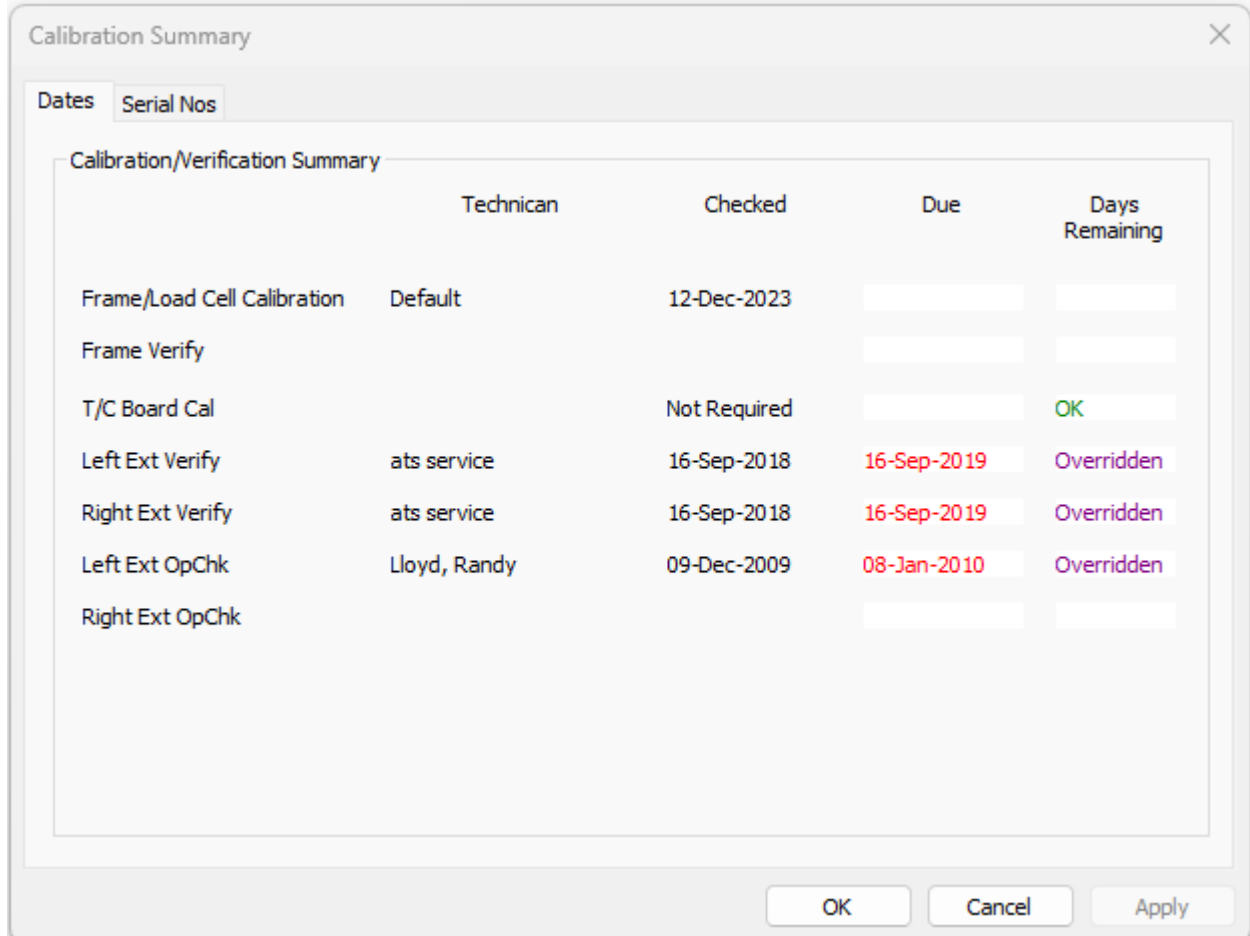 Calibration Summary
Dates Serial Nos
Calibration/Verification Summary
Technican Checked Due Days Remaining
Frame/Load Cell Calibration Default 12-Dec-2023
Frame Verify
T/C Board Cal Not Required OK
Left Ext Verify ats service 16-Sep-2018 16-Sep-2019 Overridden
Right Ext Verify ats service 16-Sep-2018 16-Sep-2019 Overridden
Left Ext OpChk Lloyd, Randy 09-Dec-2009 08-Jan-2010 Overridden
Right Ext OpChk
OK Cancel Apply